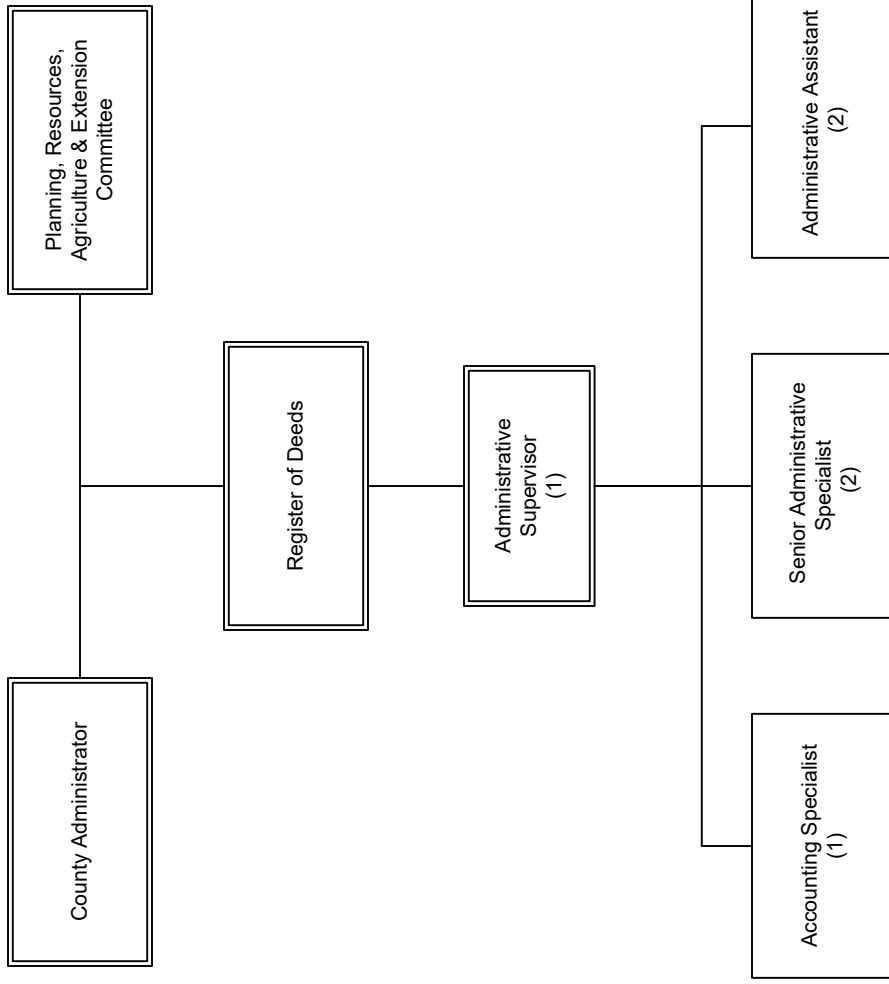 County Administrator
Planning, Resources,
Agriculture & Extension
Committee
Register of Deeds
Administrative
Supervisor
(1)
Accounting Specialist
(1)
Senior Administrative
Specialist
(2)
Administrative Assistant
(2)